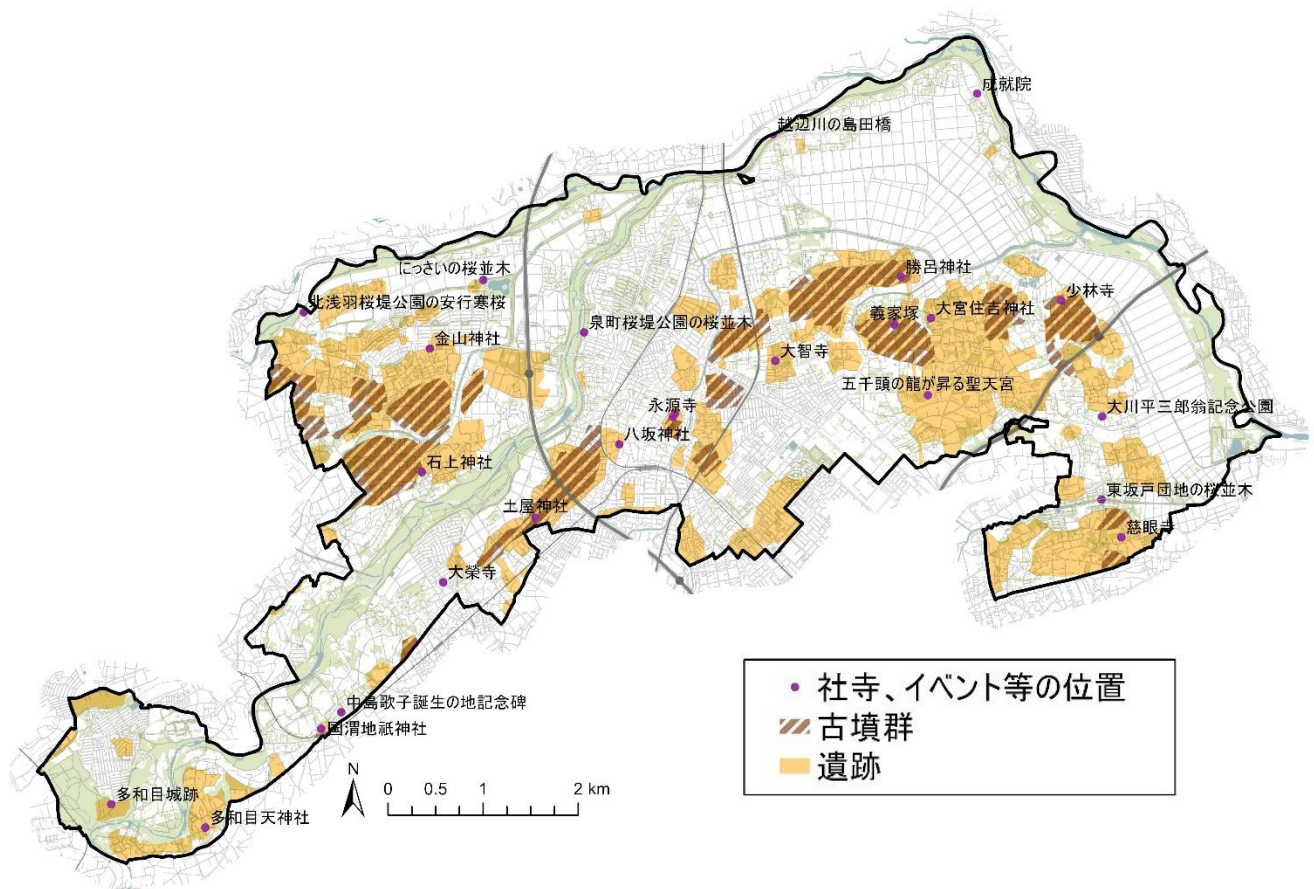 成就院
越辺川の島田橋
にっさいの桜並木
勝呂神社
北浅羽桜堤公園の安行寒桜
少林寺
義家塚
大宮住吉神社
泉町桜堤公園の桜並木
金山神社
大智寺
五千頭の龍が昇る聖天宮
永源寺
大川平三郎翁記念公園
八坂神社
石上神社
東坂戸団地の桜並木
土屋神社
慈眼寺
大榮寺
中島歌子誕生の地記念碑
国渭地祇神社
多和目城跡
多和目天神社
N
0 0.5 1 2 km
社寺、イベント等の位置
古墳群
遺跡